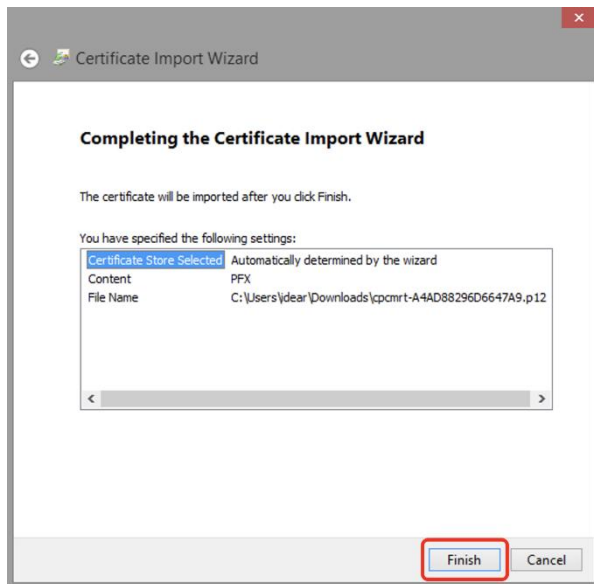 Certificate Import Wizard
Completing the Certificate Import Wizard
The certificate will be imported after you click Finish.
You have specified the following settings:
Certificate Store Selected Automatically determined by the wizard
Content PFX
File Name C:\Users\jdear\Downloads\cpcmrt-A4AD88296D6647A9.p12
Finish Cancel